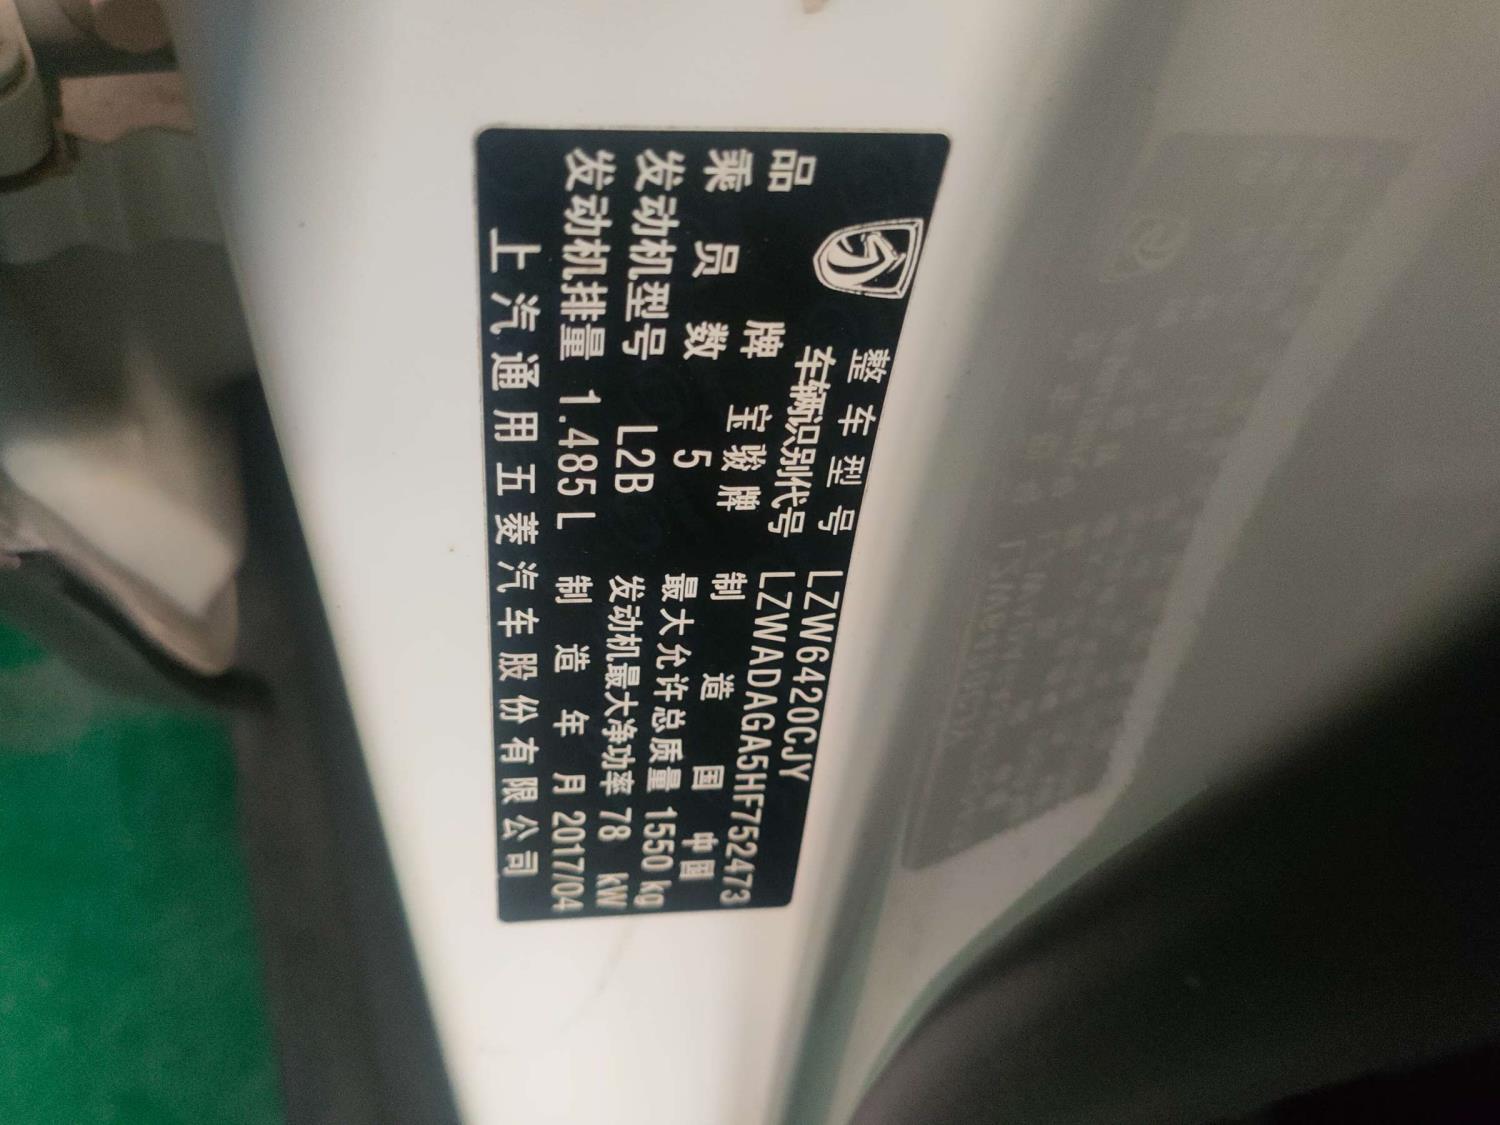 整车型号 LZW6420CJY
车辆识别代号 LZWADAGA5HF752473
品牌 宝骏牌 制造国 中国
乘员数 5 最大允许总质量 1550 kg
发动机型号 L2B 发动机最大净功率 78 kW
发动机排量 1.485 L 制造年月 2017/04
上汽通用五菱汽车股份有限公司